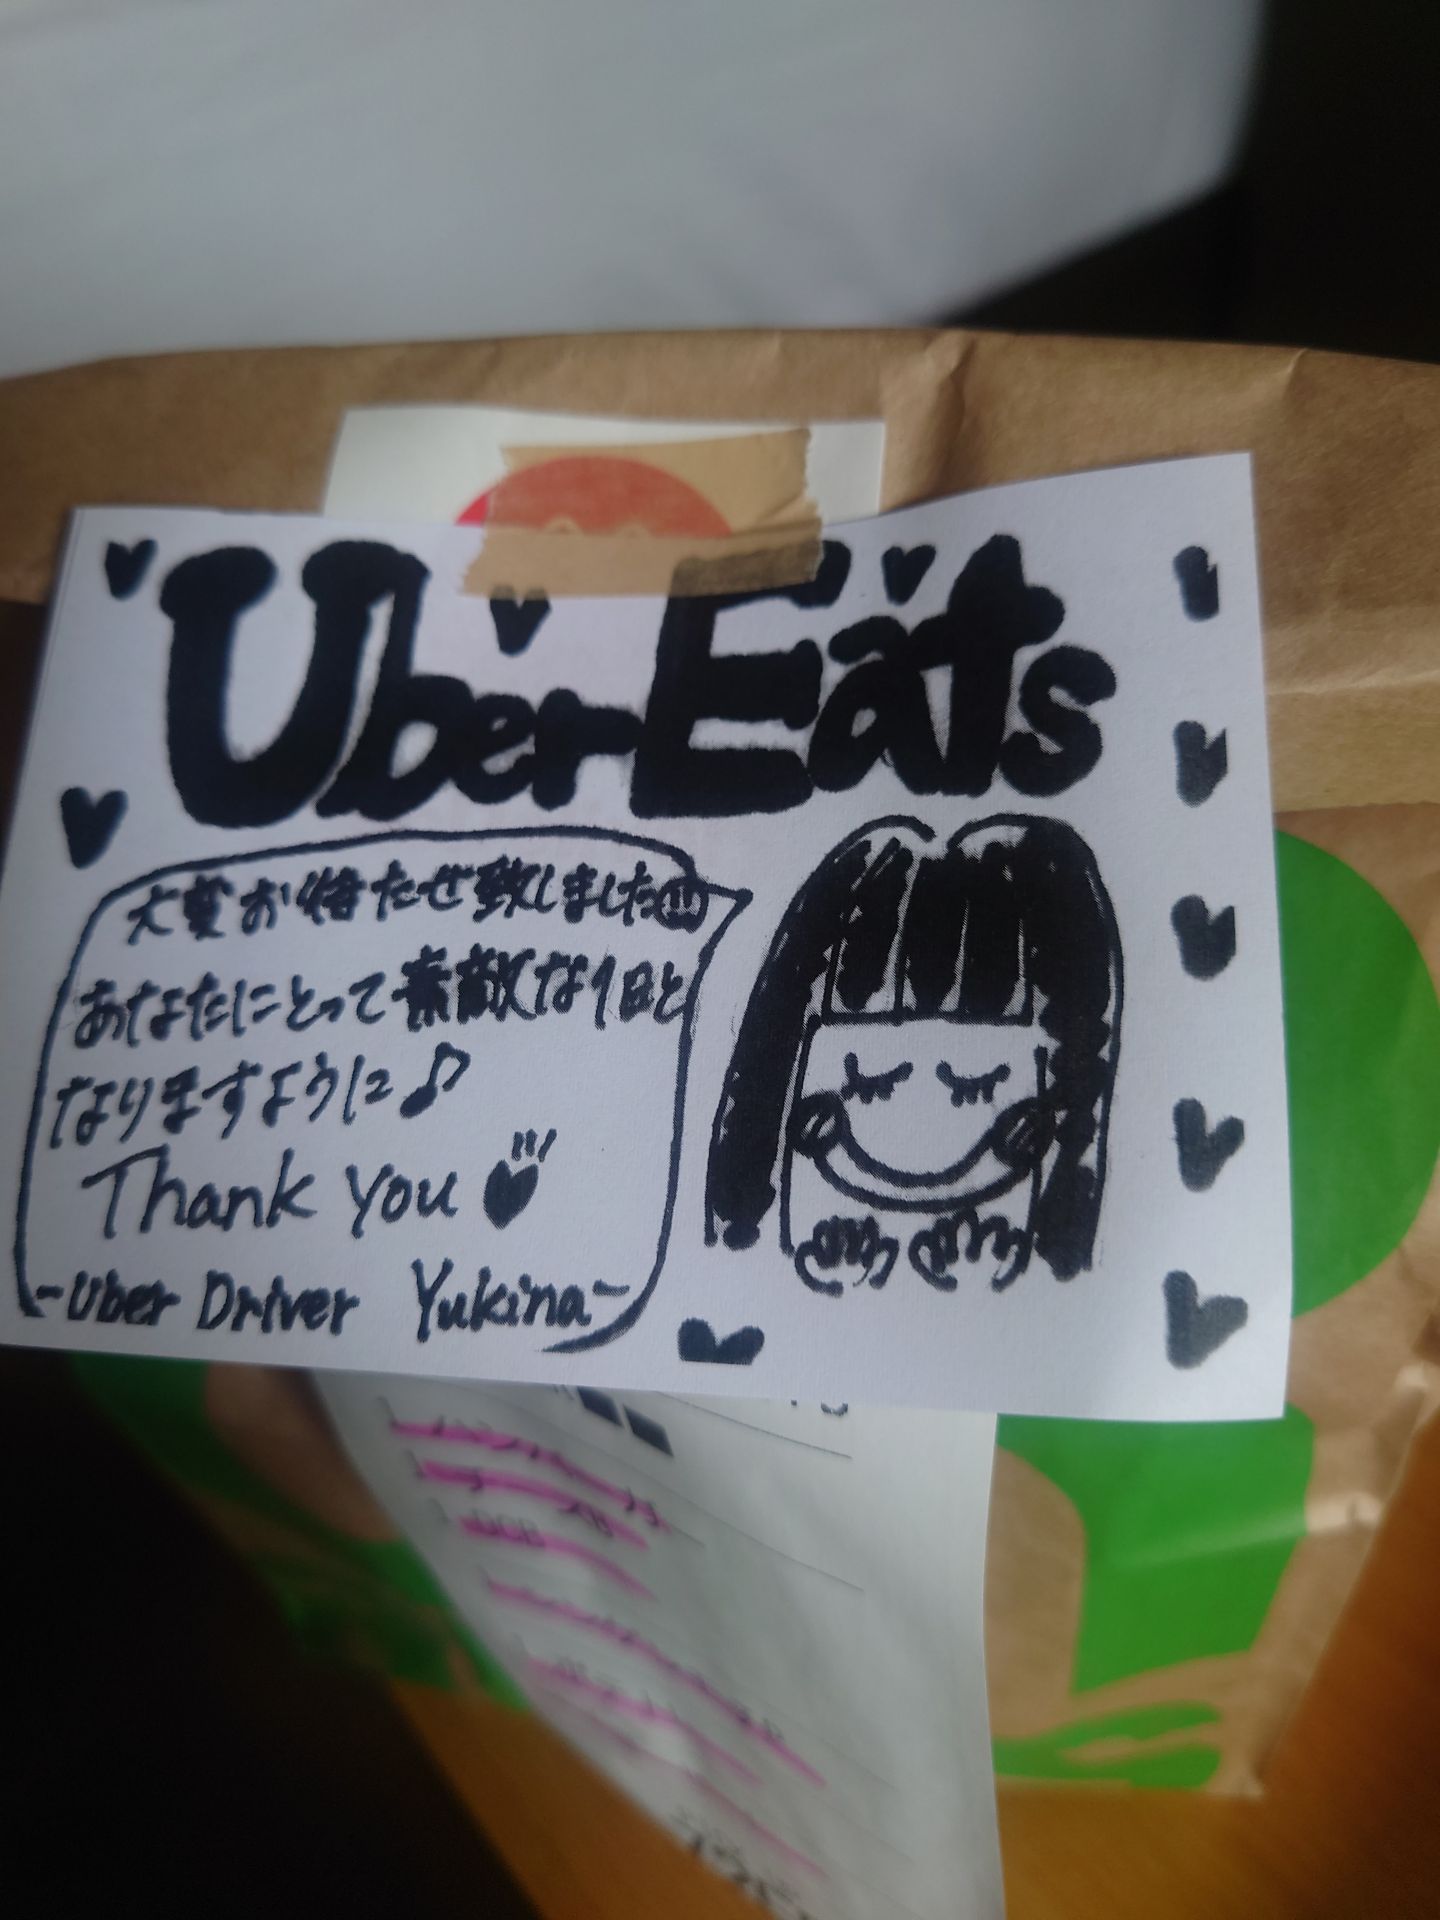 Uber Eats
大変お待たせ致しました
あなたにとって素敵な1日と
なりますように♪
Thank you
-Uber Driver Yukina-